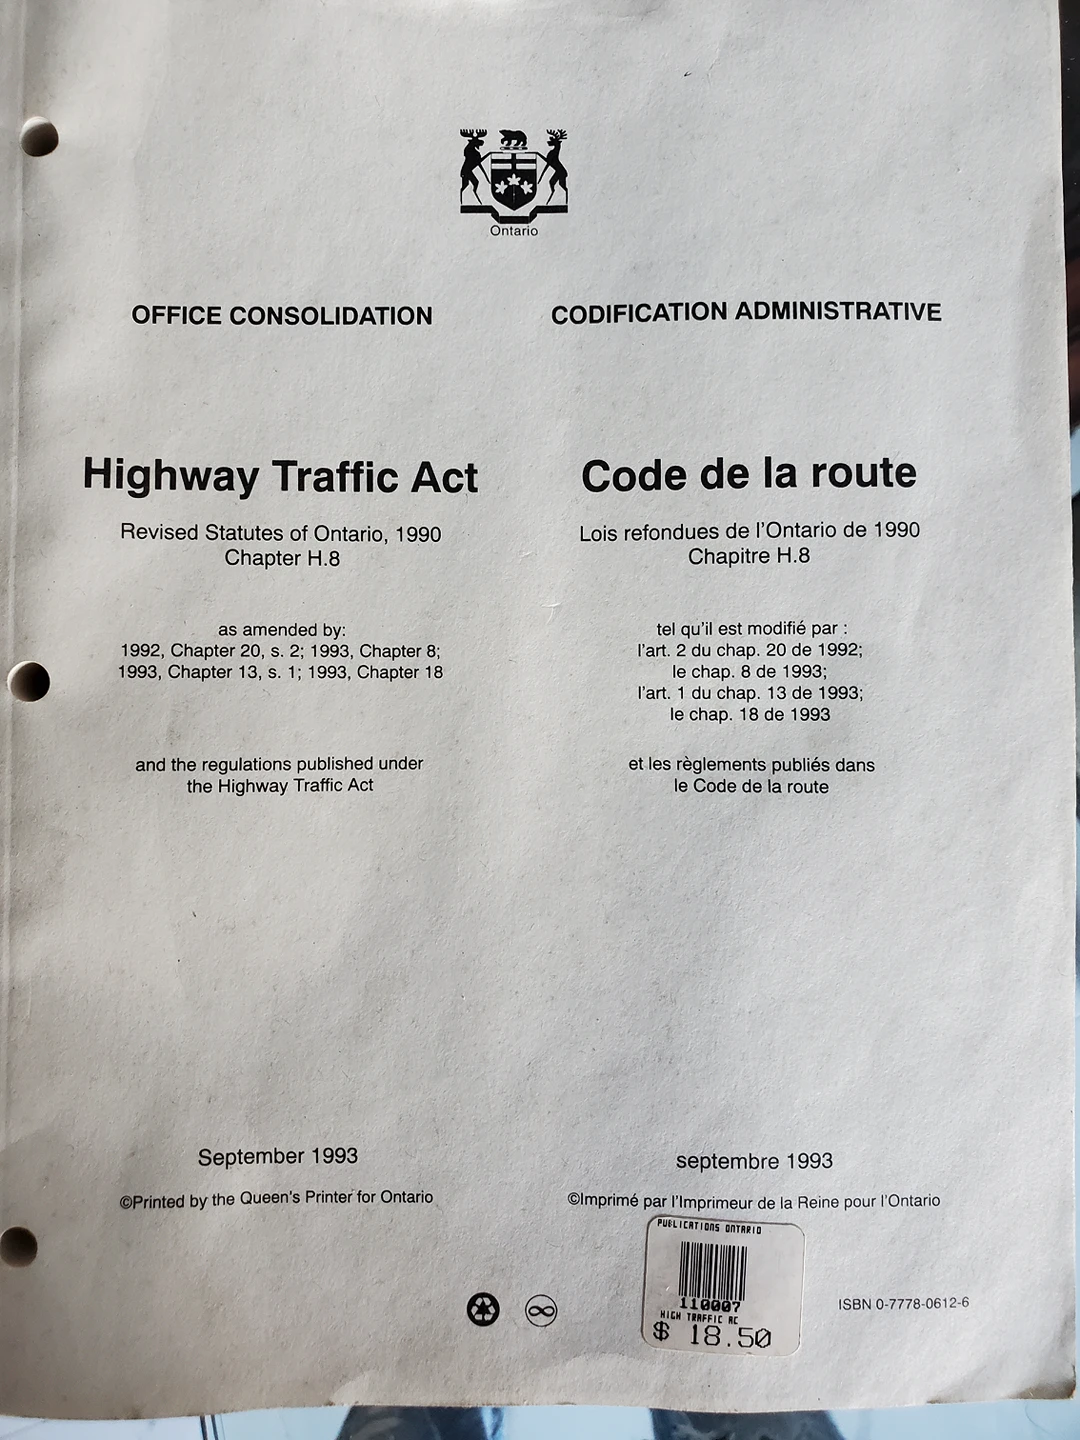 Ontario
OFFICE CONSOLIDATION
Highway Traffic Act
Revised Statutes of Ontario, 1990
Chapter H.8
as amended by:
1992, Chapter 20, s. 2; 1993, Chapter 8;
1993, Chapter 13, s. 1; 1993, Chapter 18
and the regulations published under
the Highway Traffic Act
September 1993
©Printed by the Queen's Printer for Ontario
CODIFICATION ADMINISTRATIVE
Code de la route
Lois refondues de l'Ontario de 1990
Chapitre H.8
tel qu'il est modifié par :
l'art. 2 du chap. 20 de 1992;
le chap. 8 de 1993;
l'art. 1 du chap. 13 de 1993;
le chap. 18 de 1993
et les règlements publiés dans
le Code de la route
septembre 1993
©Imprimé par l'Imprimeur de la Reine pour l'Ontario
PUBLICATIONS ONTARIO
110007
HIGH TRAFFIC AC
$ 18.50
ISBN 0-7778-0612-6